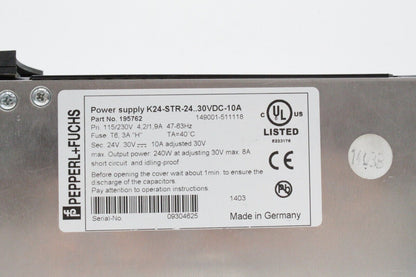 Power supply K24-STR-24..30VDC-10A
Part No. 195762 149001-511118
Pri. 115/230V 4,2/1,9A 47-63Hz
Fuse T6, 3A "H" TA=40°C
Sec. 24V 30V 10A adjusted 30V
max. Output power: 240W at adjusting 30V max. 8A
short circuit and idling-proof
Before opening the cover wait about 1min. to ensure the
discharge of the capacitors.
Pay attention to operation instructions
1403
Serial-No. 09304625
Made in Germany
PEPPERL+FUCHS
C UL US
LISTED
CE